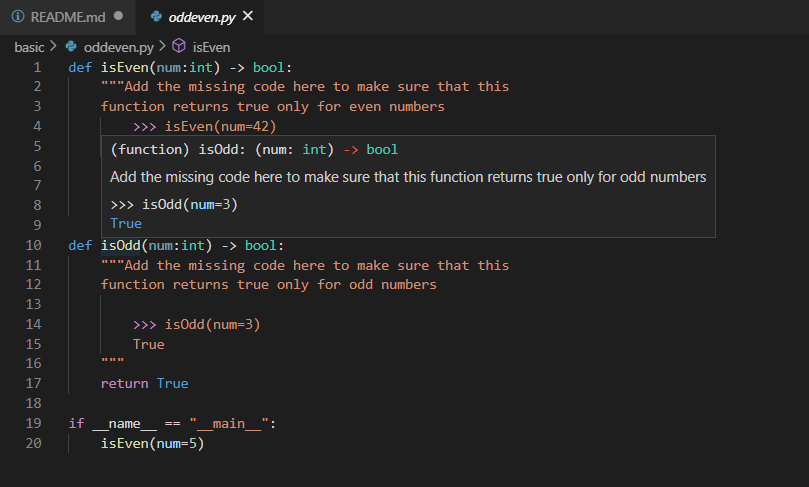 README.md
oddeven.py
basic > oddeven.py > isEven
1 def isEven(num:int) -> bool:
2 """Add the missing code here to make sure that this
3 function returns true only for even numbers
4 >>> isEven(num=42)
5
(function) isOdd: (num: int) -> bool
6
Add the missing code here to make sure that this function returns true only for odd numbers
7
8
>>> isOdd(num=3)
9
True
10 def isOdd(num:int) -> bool:
11 """Add the missing code here to make sure that this
12 function returns true only for odd numbers
13
14 >>> isOdd(num=3)
15 True
16 """
17 return True
18
19 if __name__ == "__main__":
20 isEven(num=5)